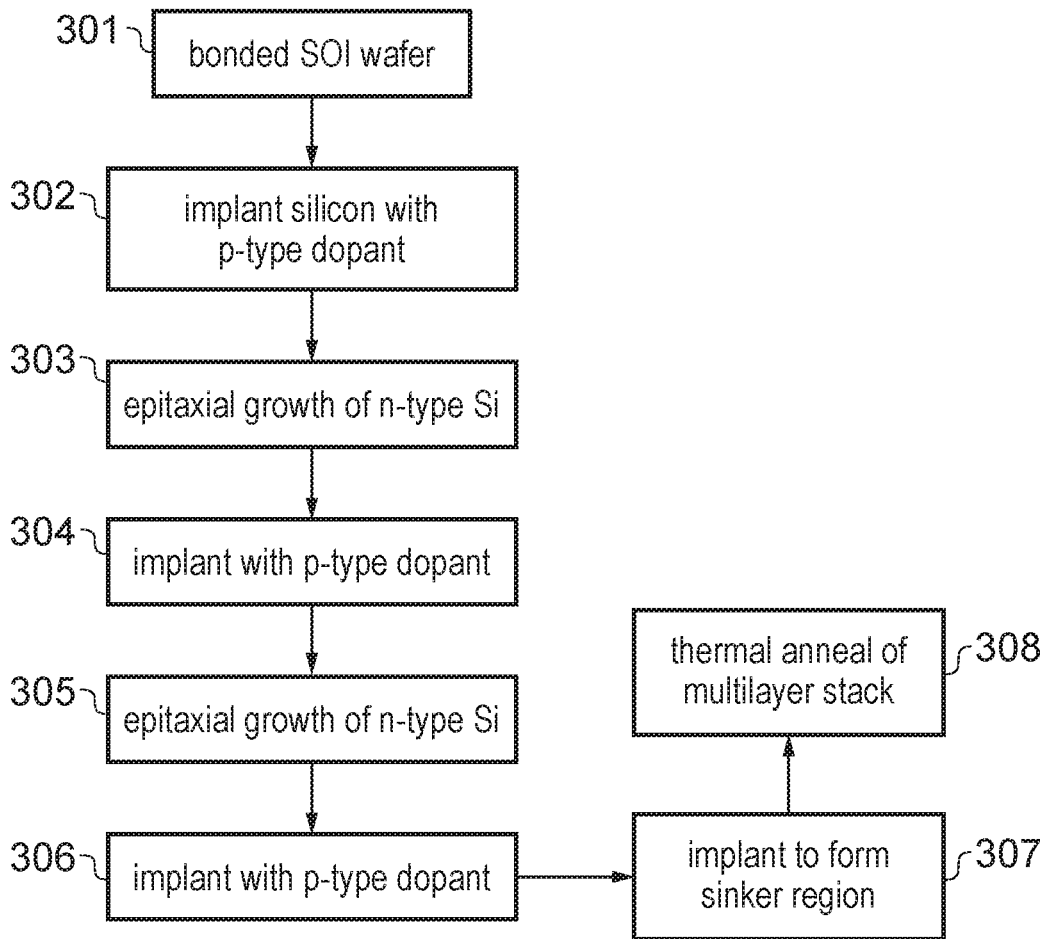 301
bonded SOI wafer
302
implant silicon with
p-type dopant
303
epitaxial growth of n-type Si
304
implant with p-type dopant
305
epitaxial growth of n-type Si
306
implant with p-type dopant
307
implant to form
sinker region
308
thermal anneal of
multilayer stack